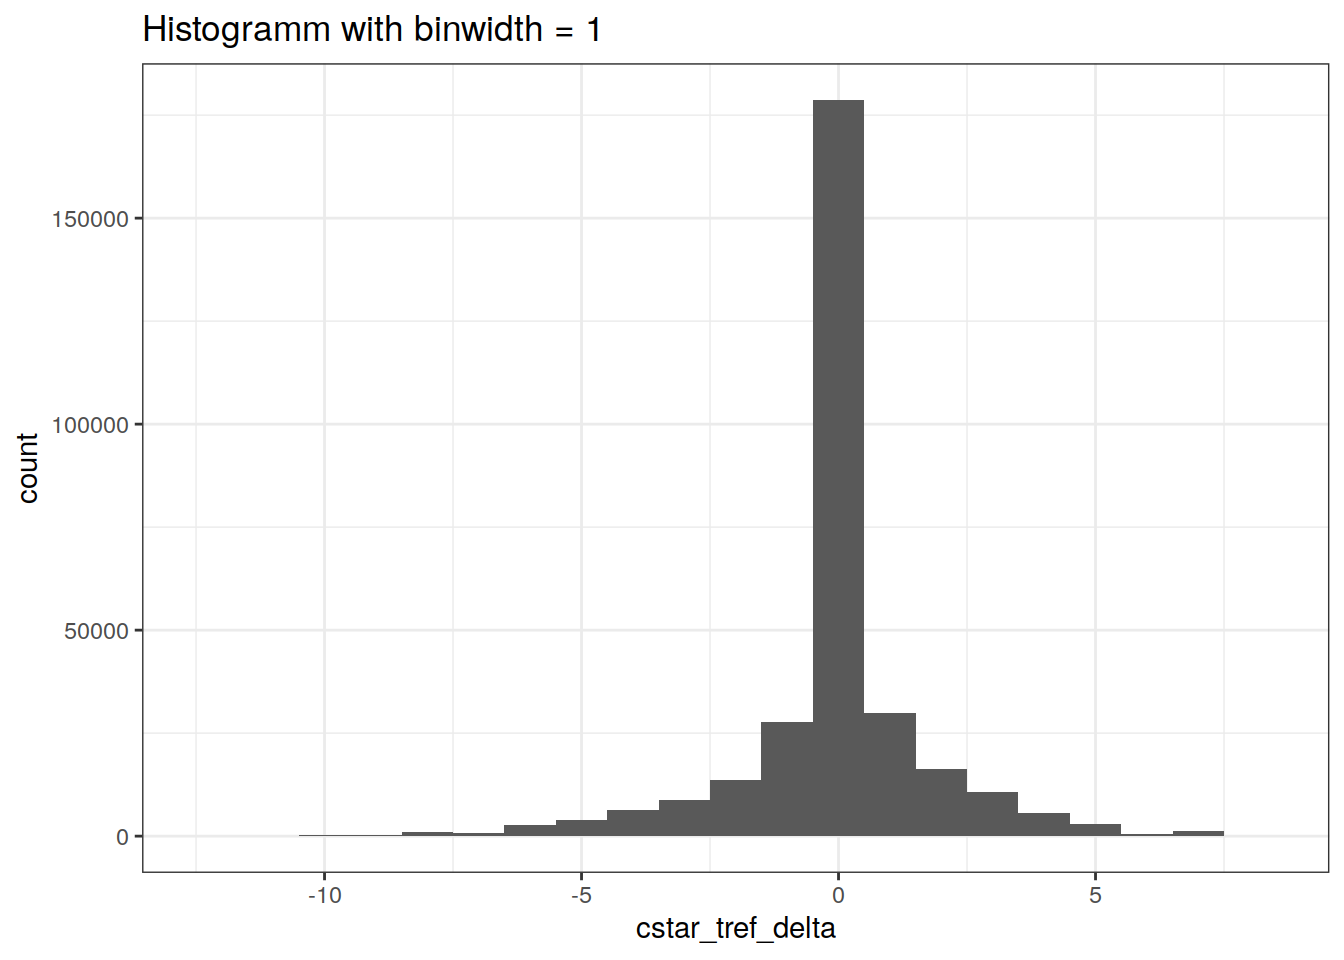 Histogramm with binwidth = 1
count
150000
100000
50000
0
-10
-5
0
5
cstar_tref_delta